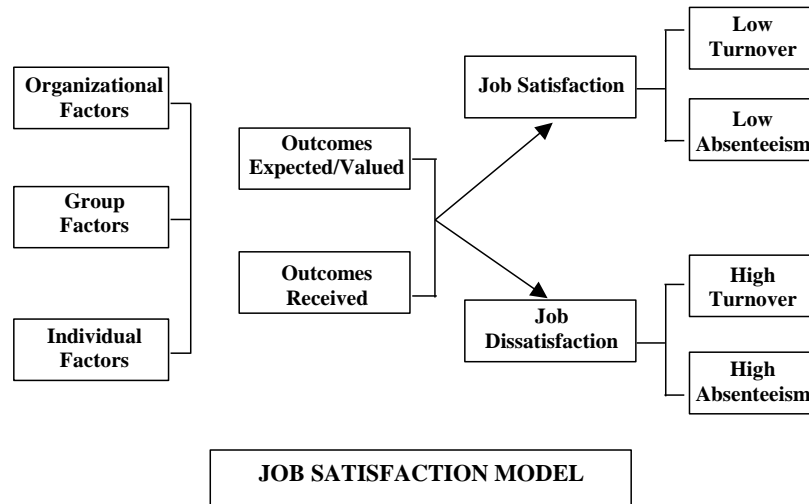 Organizational
Factors
Group
Factors
Individual
Factors
Outcomes
Expected/Valued
Outcomes
Received
Job Satisfaction
Job
Dissatisfaction
Low
Turnover
Low
Absenteeism
High
Turnover
High
Absenteeism
JOB SATISFACTION MODEL